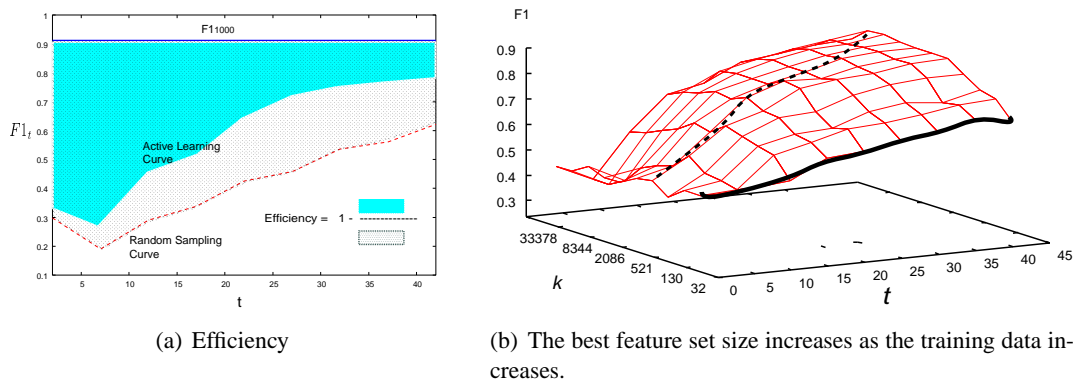 1
0.9
0.8
0.7
0.6
0.5
0.4
0.3
0.2
0.1
F1t
F11000
Active Learning
Curve
Efficiency = 1 -
Random Sampling
Curve
5
10
15
20
25
30
35
40
t
(a) Efficiency
F1
0.9
0.8
0.7
0.6
0.5
0.4
0.3
33378
8344
2086
521
130
32
k
0
5
10
15
20
25
30
35
40
45
t
(b) The best feature set size increases as the training data in-
creases.